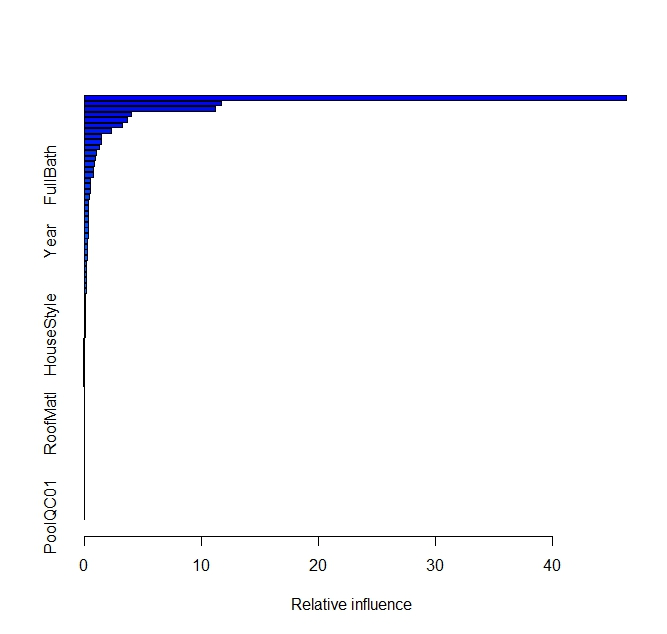 FullBath
Year
HouseStyle
RoofMatl
PoolQC01
0 10 20 30 40
Relative influence